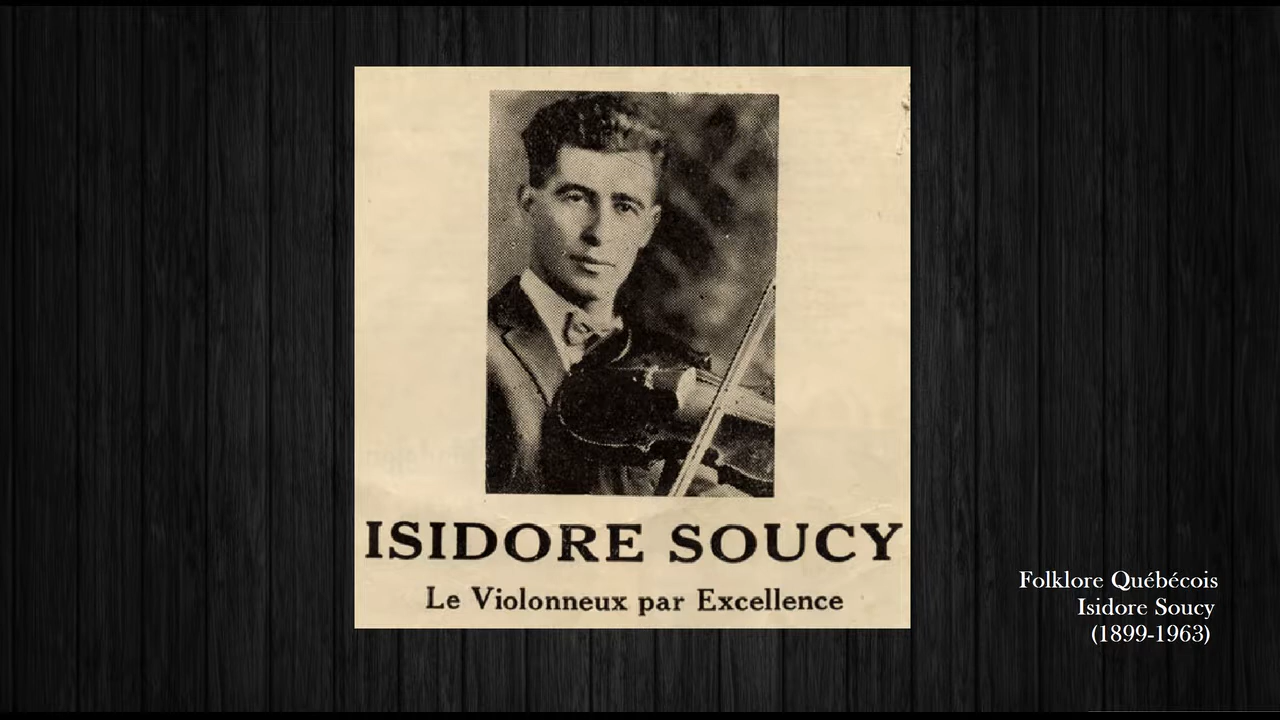 ISIDORE SOUCY
Le Violonneux par Excellence
Folklore Québécois
Isidore Soucy
(1899-1963)